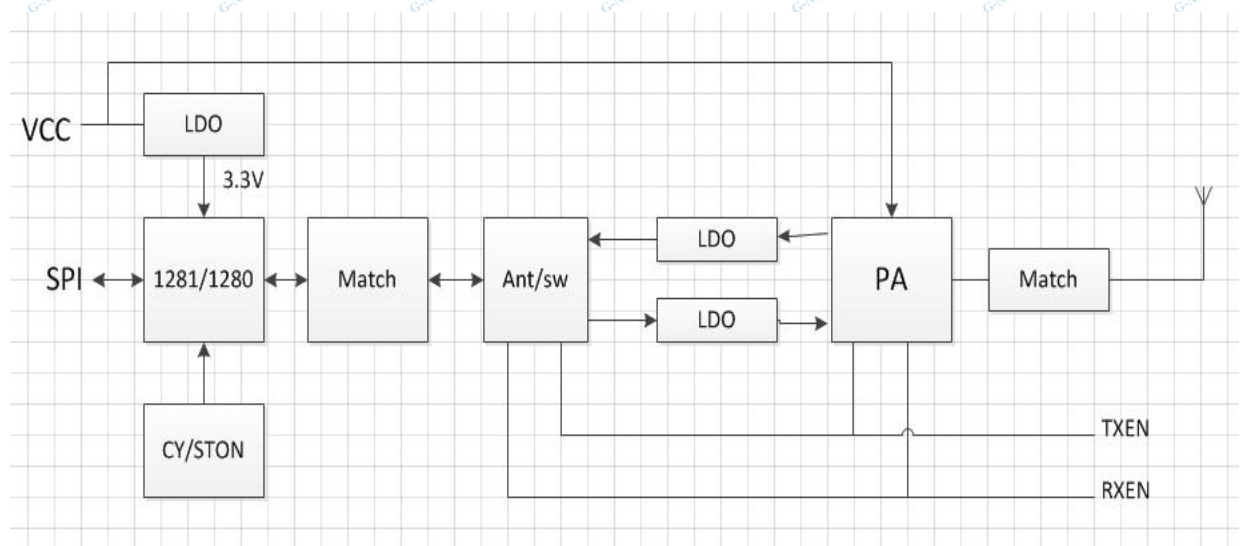 VCC
LDO
3.3V
SPI
1281/1280
Match
Ant/sw
LDO
LDO
PA
Match
CY/STON
TXEN
RXEN